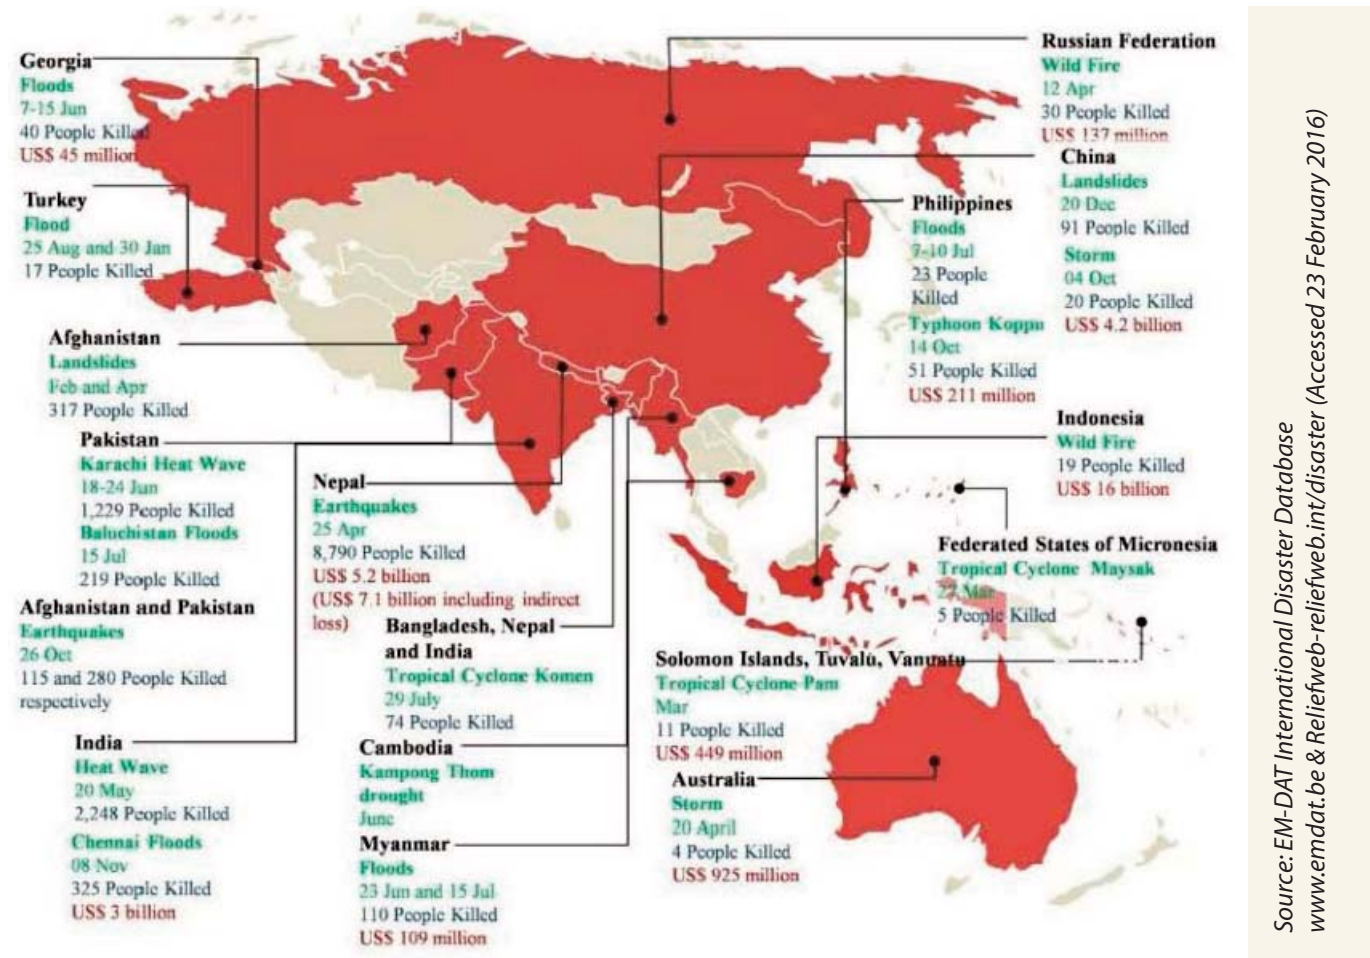 Georgia
Floods
7-15 Jun
40 People Killed
US$ 45 million
Turkey
Flood
25 Aug and 30 Jan
17 People Killed
Afghanistan
Landslides
Feb and Apr
317 People Killed
Pakistan
Karachi Heat Wave
18-24 Jun
1,229 People Killed
Baluchistan Floods
15 Jul
219 People Killed
Afghanistan and Pakistan
Earthquakes
26 Oct
115 and 280 People Killed
respectively
India
Heat Wave
20 May
2,248 People Killed
Chennai Floods
08 Nov
325 People Killed
US$ 3 billion
Nepal
Earthquakes
25 Apr
8,790 People Killed
US$ 5.2 billion
(US$ 7.1 billion including indirect
loss)
Bangladesh, Nepal
and India
Tropical Cyclone Komen
29 July
74 People Killed
Cambodia
Kampong Thom
drought
June
Myanmar
Floods
23 Jun and 15 Jul
110 People Killed
US$ 109 million
Russian Federation
Wild Fire
12 Apr
30 People Killed
US$ 137 million
China
Landslides
20 Dec
91 People Killed
Storm
04 Oct
20 People Killed
US$ 4.2 billion
Philippines
Floods
7-10 Jul
23 People
Killed
Typhoon Koppu
14 Oct
51 People Killed
US$ 211 million
Indonesia
Wild Fire
19 People Killed
US$ 16 billion
Federated States of Micronesia
Tropical Cyclone Maysak
27 Mar
5 People Killed
Solomon Islands, Tuvalu, Vanuatu
Tropical Cyclone Pam
Mar
11 People Killed
US$ 449 million
Australia
Storm
20 April
4 People Killed
US$ 925 million
Source: EM-DAT International Disaster Database
www.emdat.be & Reliefweb-reliefweb.int/disaster (Accessed 23 February 2016)